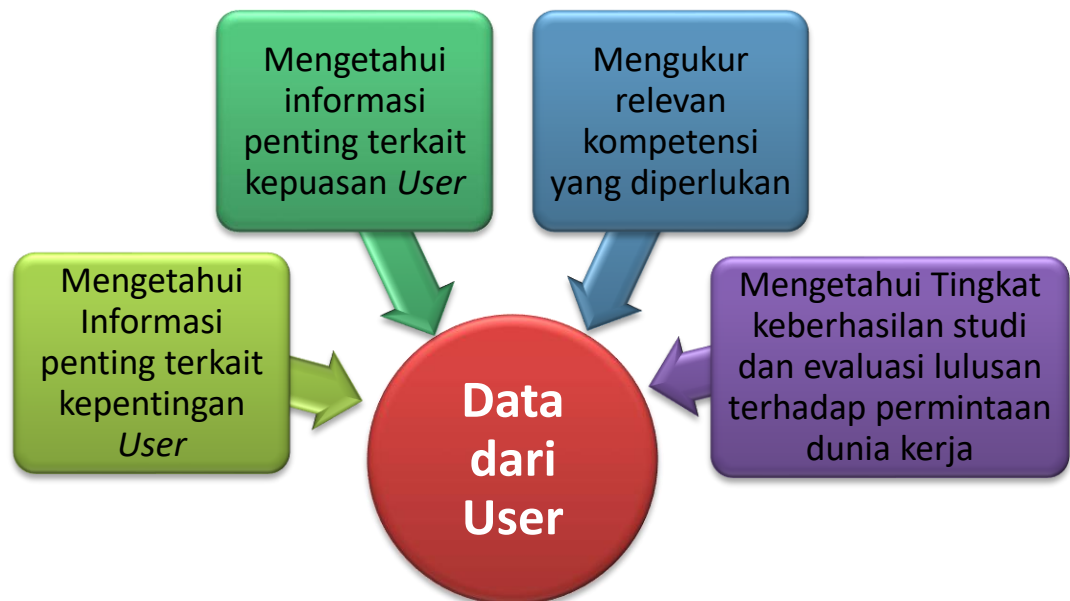 Mengetahui
informasi
penting terkait
kepuasan User
Mengukur
relevan
kompetensi
yang diperlukan
Mengetahui
Informasi
penting terkait
kepentingan
User
Mengetahui Tingkat
keberhasilan studi
dan evaluasi lulusan
terhadap permintaan
dunia kerja
Data
dari
User